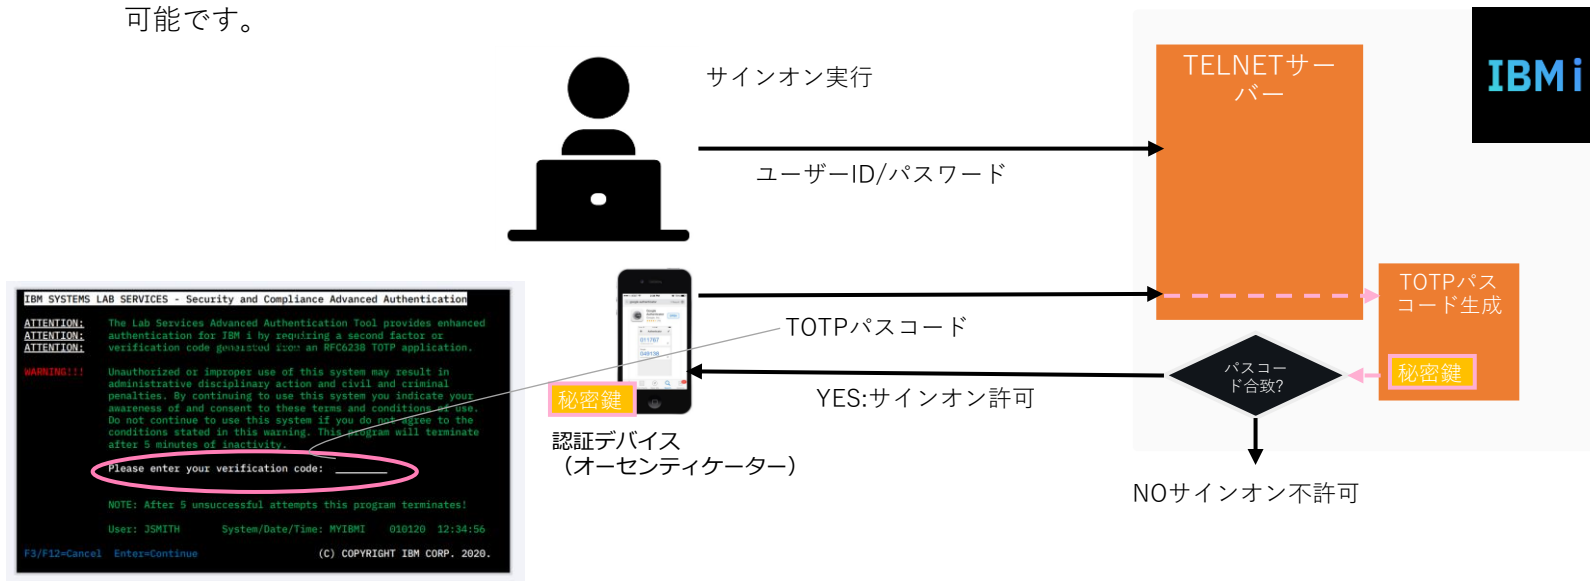 可能です。
サインオン実行
TELNETサー
バー
IBM i
ユーザーID/パスワード
TOTPパス
コード生成
TOTPパスコード
パスコー
ド合致?
秘密鍵
YES:サインオン許可
秘密鍵
認証デバイス
（オーセンティケーター）
NOサインオン不許可
IBM SYSTEMS LAB SERVICES - Security and Compliance Advanced Authentication
ATTENTION: The Lab Services Advanced Authentication Tool provides enhanced
ATTENTION: authentication for IBM i by requiring a second factor or
ATTENTION: verification code generated from an RFC6238 TOTP application.
WARNING!!! Unauthorized or improper use of this system may result in
administrative disciplinary action and civil and criminal
penalties. By continuing to use this system you indicate your
awareness of and consent to these terms and conditions of use.
Do not continue to use this system if you do not agree to the
conditions stated in this warning. This program will terminate
after 5 minutes of inactivity.
Please enter your verification code: ________
NOTE: After 5 unsuccessful attempts this program terminates!
User: JSMITH System/Date/Time: MYIBMI 010120 12:34:56
F3/F12=Cancel Enter=Continue (C) COPYRIGHT IBM CORP. 2020.